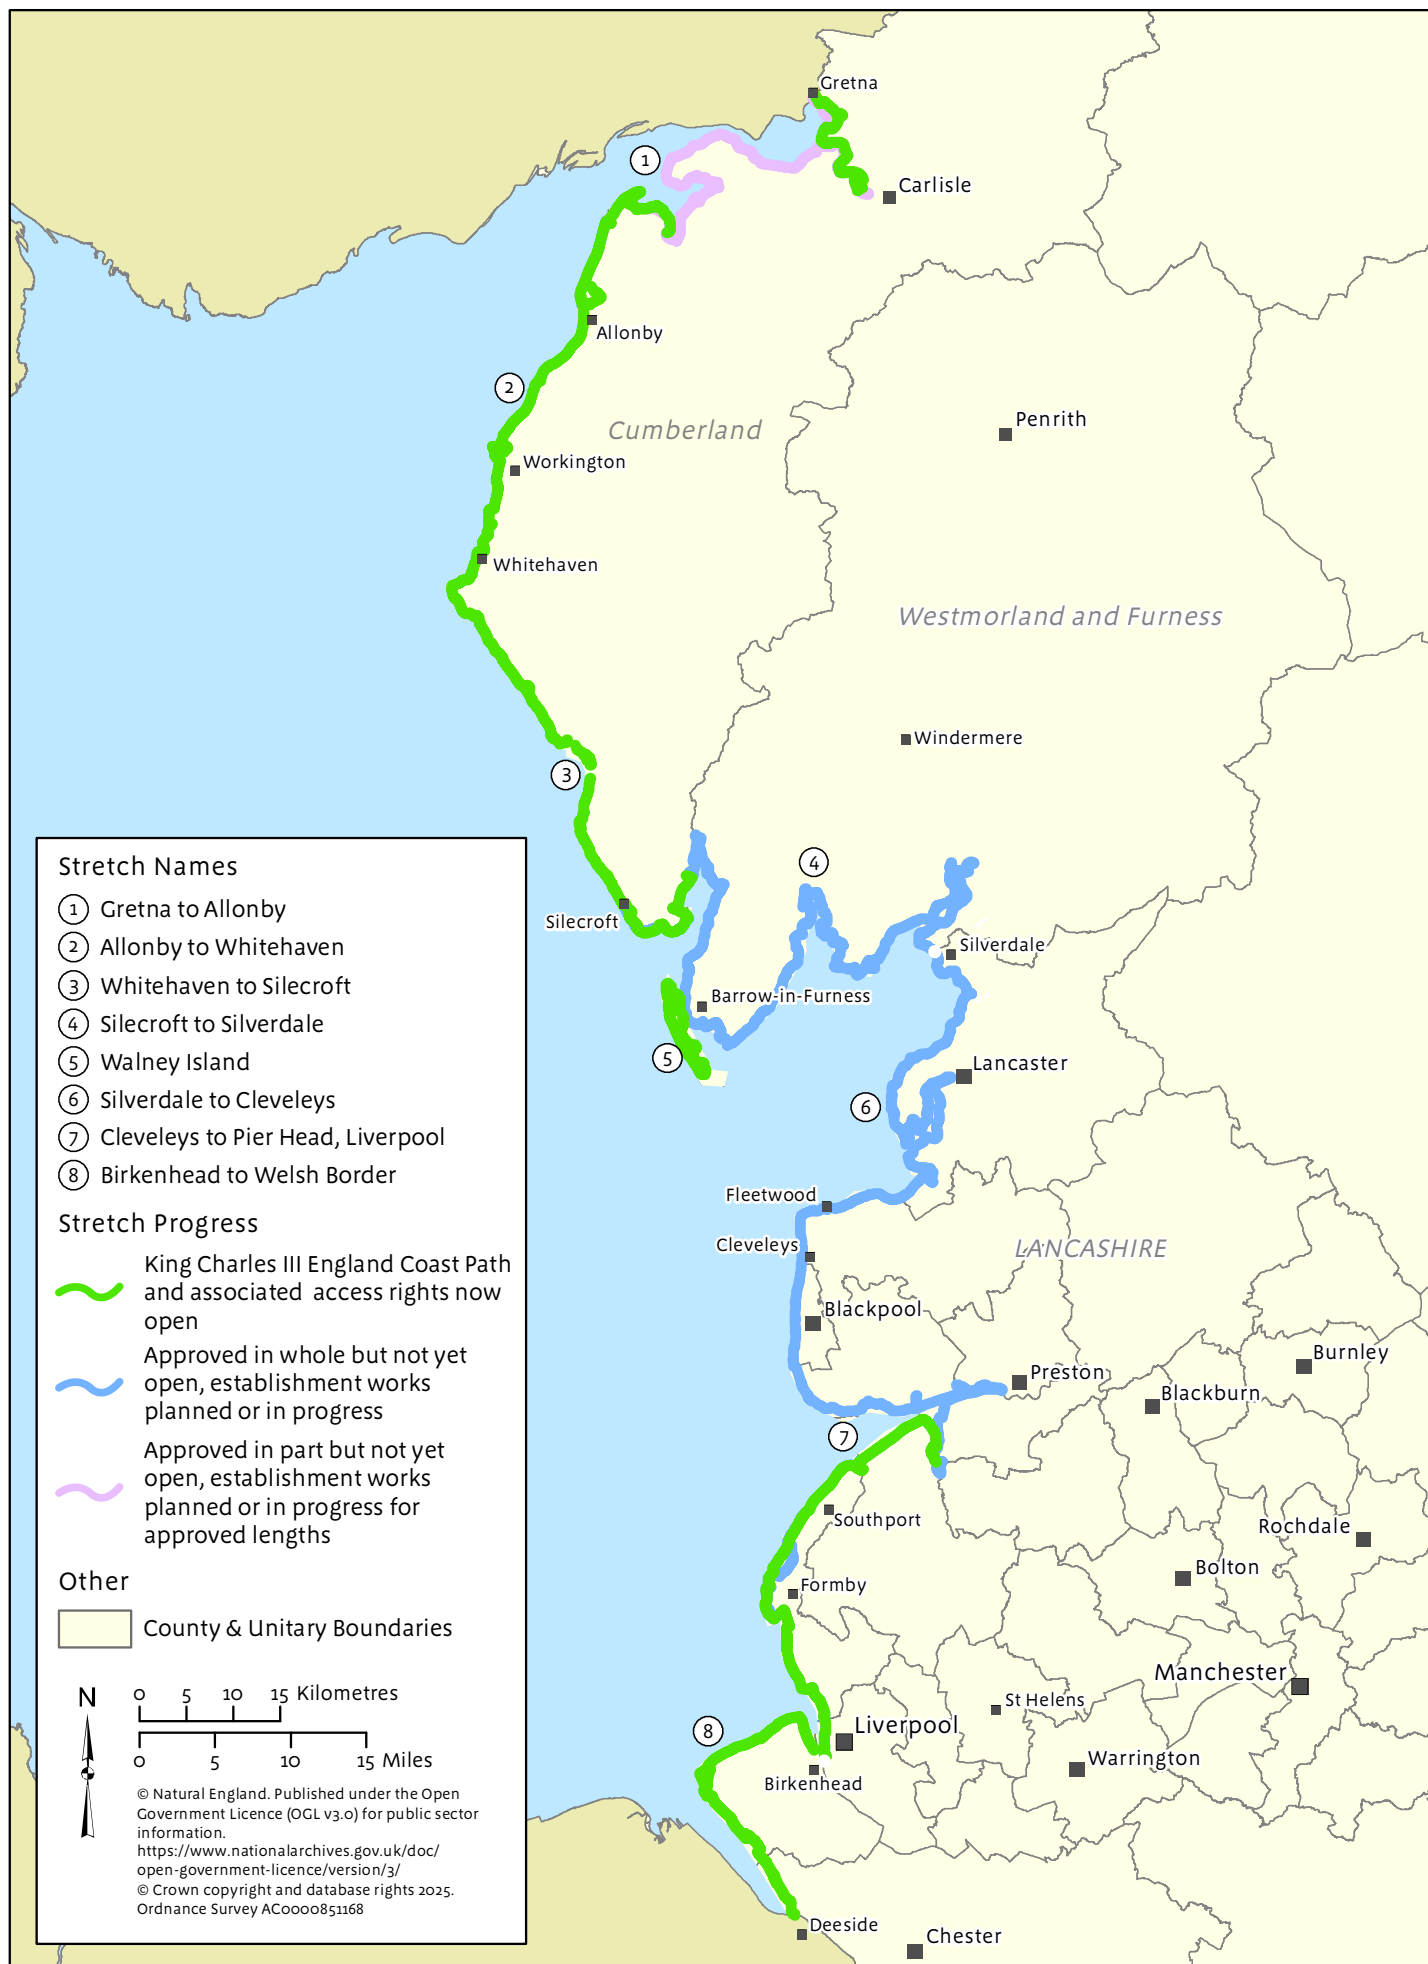 Gretna
1
Carlisle
Allonby
2
Cumberland
Penrith
Workington
Whitehaven
Westmorland and Furness
Windermere
3
4
Silecroft
Silverdale
Barrow-in-Furness
5
Lancaster
6
Fleetwood
Cleveleys
LANCASHIRE
Blackpool
Burnley
Preston
Blackburn
7
Southport
Rochdale
Bolton
Formby
Manchester
St Helens
Liverpool
8
Warrington
Birkenhead
Deeside
Chester
Stretch Names
1 Gretna to Allonby
2 Allonby to Whitehaven
3 Whitehaven to Silecroft
4 Silecroft to Silverdale
5 Walney Island
6 Silverdale to Cleveleys
7 Cleveleys to Pier Head, Liverpool
8 Birkenhead to Welsh Border
Stretch Progress
King Charles III England Coast Path
and associated access rights now
open
Approved in whole but not yet
open, establishment works
planned or in progress
Approved in part but not yet
open, establishment works
planned or in progress for
approved lengths
Other
County & Unitary Boundaries
N
0 5 10 15 Kilometres
0 5 10 15 Miles
© Natural England. Published under the Open
Government Licence (OGL v3.0) for public sector
information.
https://www.nationalarchives.gov.uk/doc/
open-government-licence/version/3/
© Crown copyright and database rights 2025.
Ordnance Survey AC0000851168